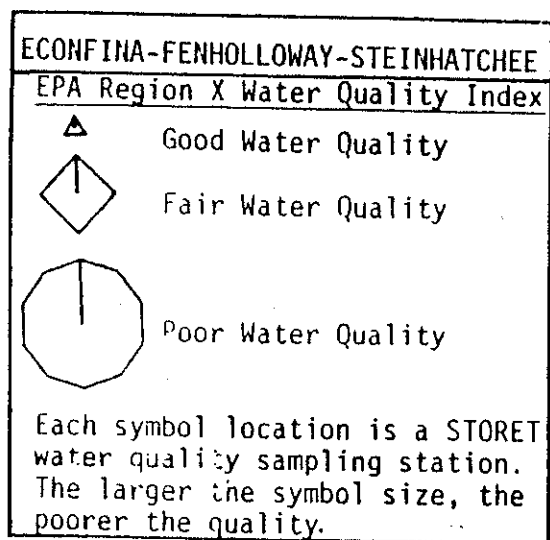 ECONFINA-FENHOLLOWAY-STEINHATCHEE
EPA Region X Water Quality Index
Good Water Quality
Fair Water Quality
Poor Water Quality
Each symbol location is a STORET
water quality sampling station.
The larger the symbol size, the
poorer the quality.